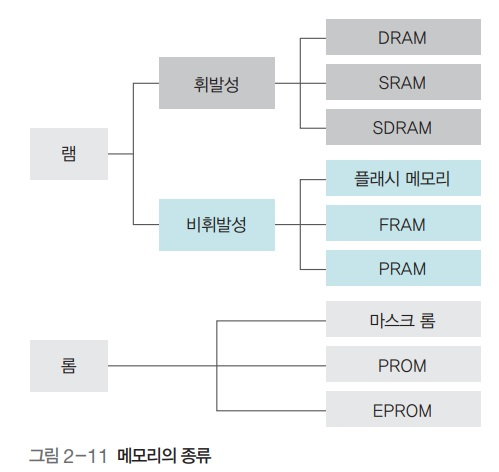 램
휘발성
DRAM
SRAM
SDRAM
비휘발성
플래시 메모리
FRAM
PRAM
롬
마스크 롬
PROM
EPROM
그림 2-11 메모리의 종류